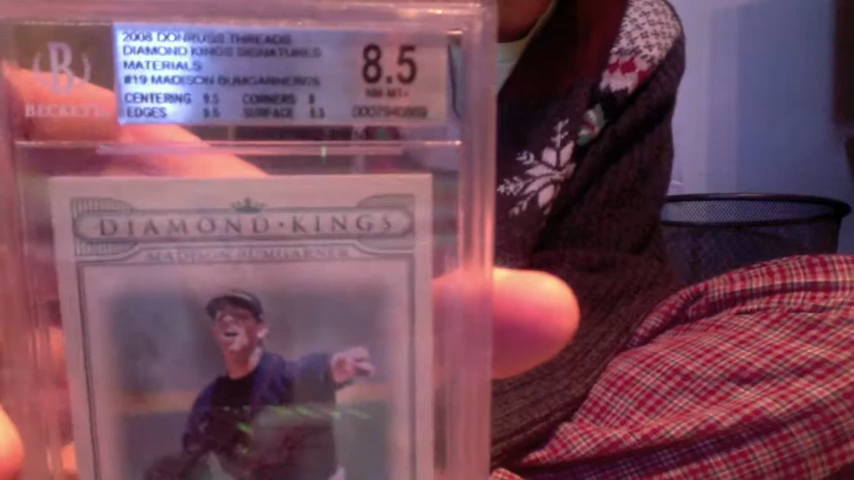 2008 DONRUSS THREADS
DIAMOND KINGS SIGNATURES
MATERIALS
#19 MADISON BUMGARNER
8.5
NM-MT+
CENTERING 9.5 CORNERS 8
EDGES 9.5 SURFACE 8.5
B
BECKETT
DIAMOND·KINGS
MADISON BUMGARNER